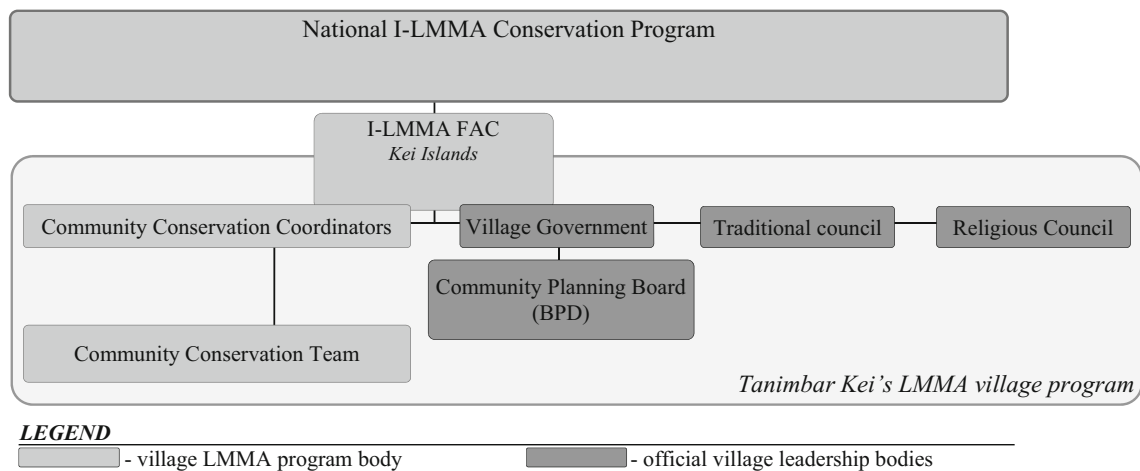 National I-LMMA Conservation Program
I-LMMA FAC
Kei Islands
Community Conservation Coordinators
Village Government
Traditional council
Religious Council
Community Planning Board
(BPD)
Community Conservation Team
Tanimbar Kei’s LMMA village program
LEGEND
- village LMMA program body
- official village leadership bodies